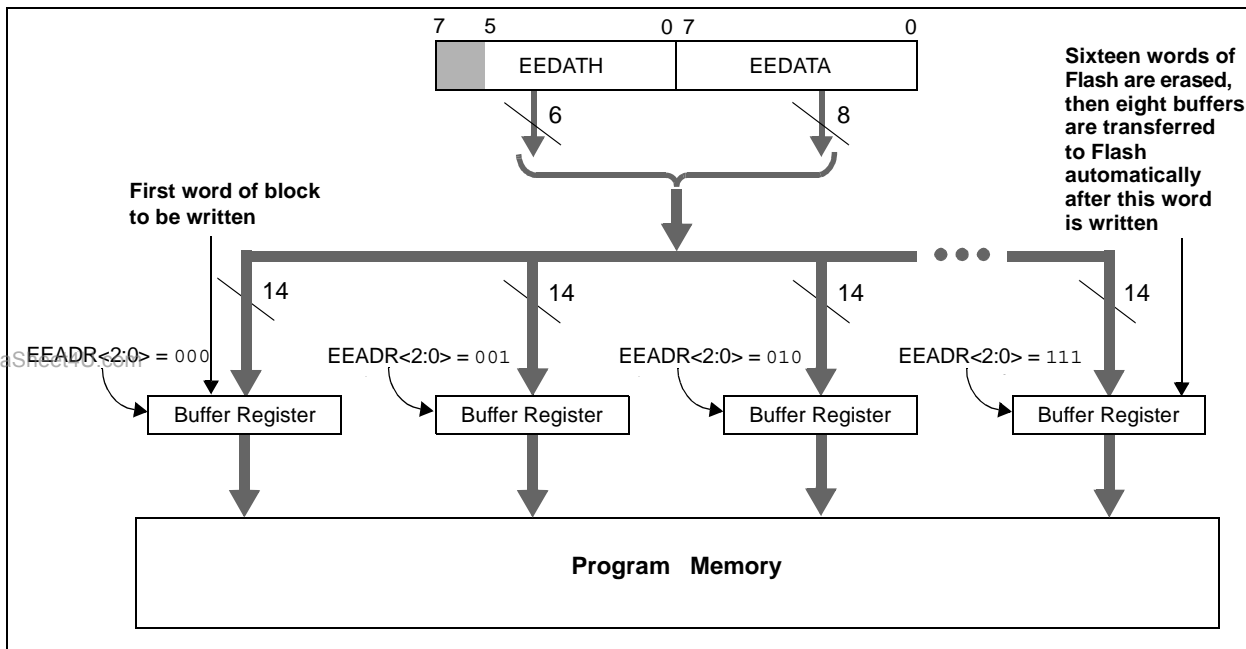 7 5 0 7 0
EEDATH EEDATA
6 8
Sixteen words of
Flash are erased,
then eight buffers
are transferred
to Flash
automatically
after this word
is written
First word of block
to be written
14 14 14 14
EEADR<2:0> = 000 EEADR<2:0> = 001 EEADR<2:0> = 010 EEADR<2:0> = 111
aSheet4U.com
Buffer Register Buffer Register Buffer Register Buffer Register
Program Memory